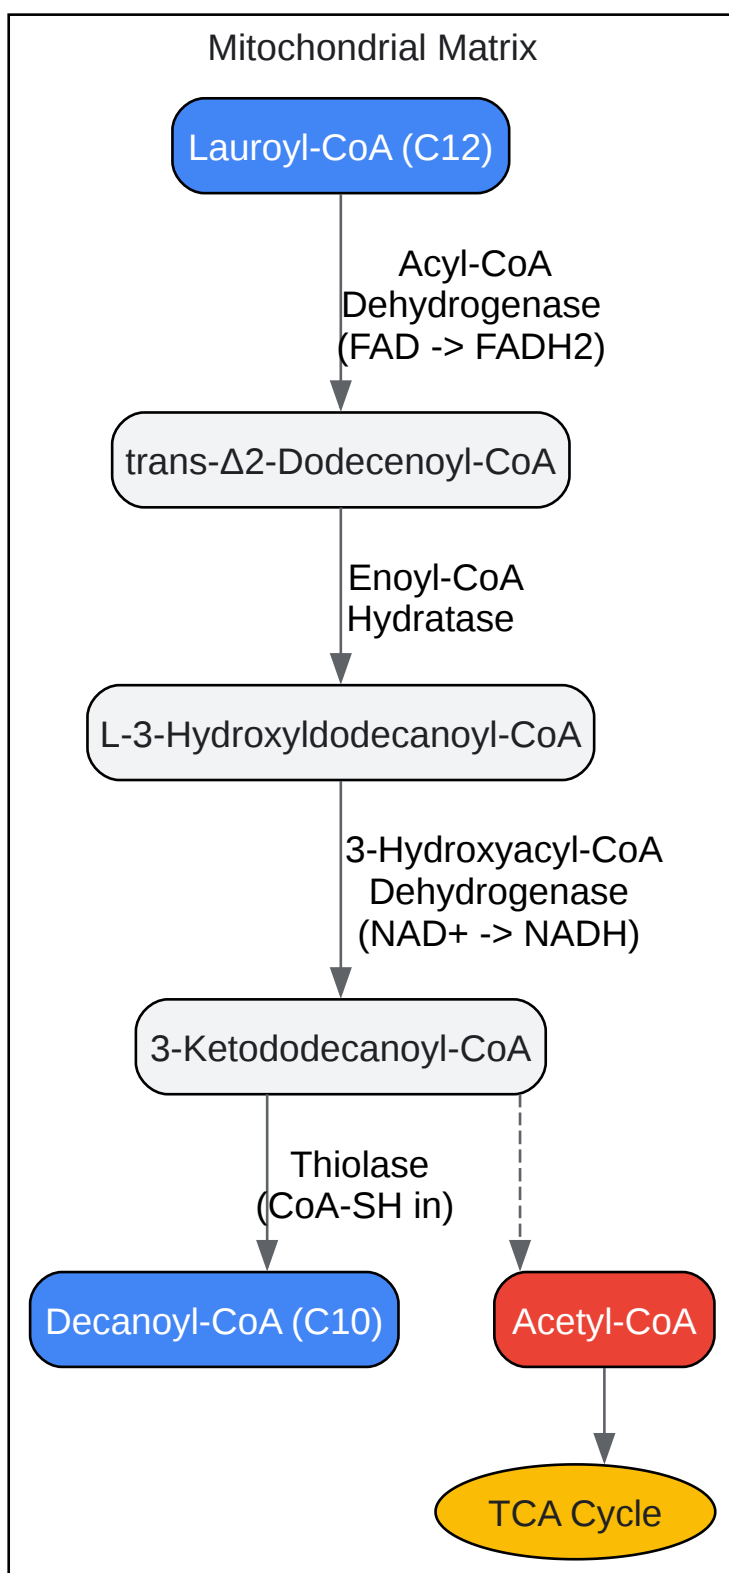 Mitochondrial Matrix
Lauroyl-CoA (C12)
Acyl-CoA
Dehydrogenase
(FAD -> FADH2)
trans-Δ2-Dodecenoyl-CoA
Enoyl-CoA
Hydratase
L-3-Hydroxyldodecanoyl-CoA
3-Hydroxyacyl-CoA
Dehydrogenase
(NAD+ -> NADH)
3-Ketododecanoyl-CoA
Thiolase
(CoA-SH in)
Decanoyl-CoA (C10)
Acetyl-CoA
TCA Cycle